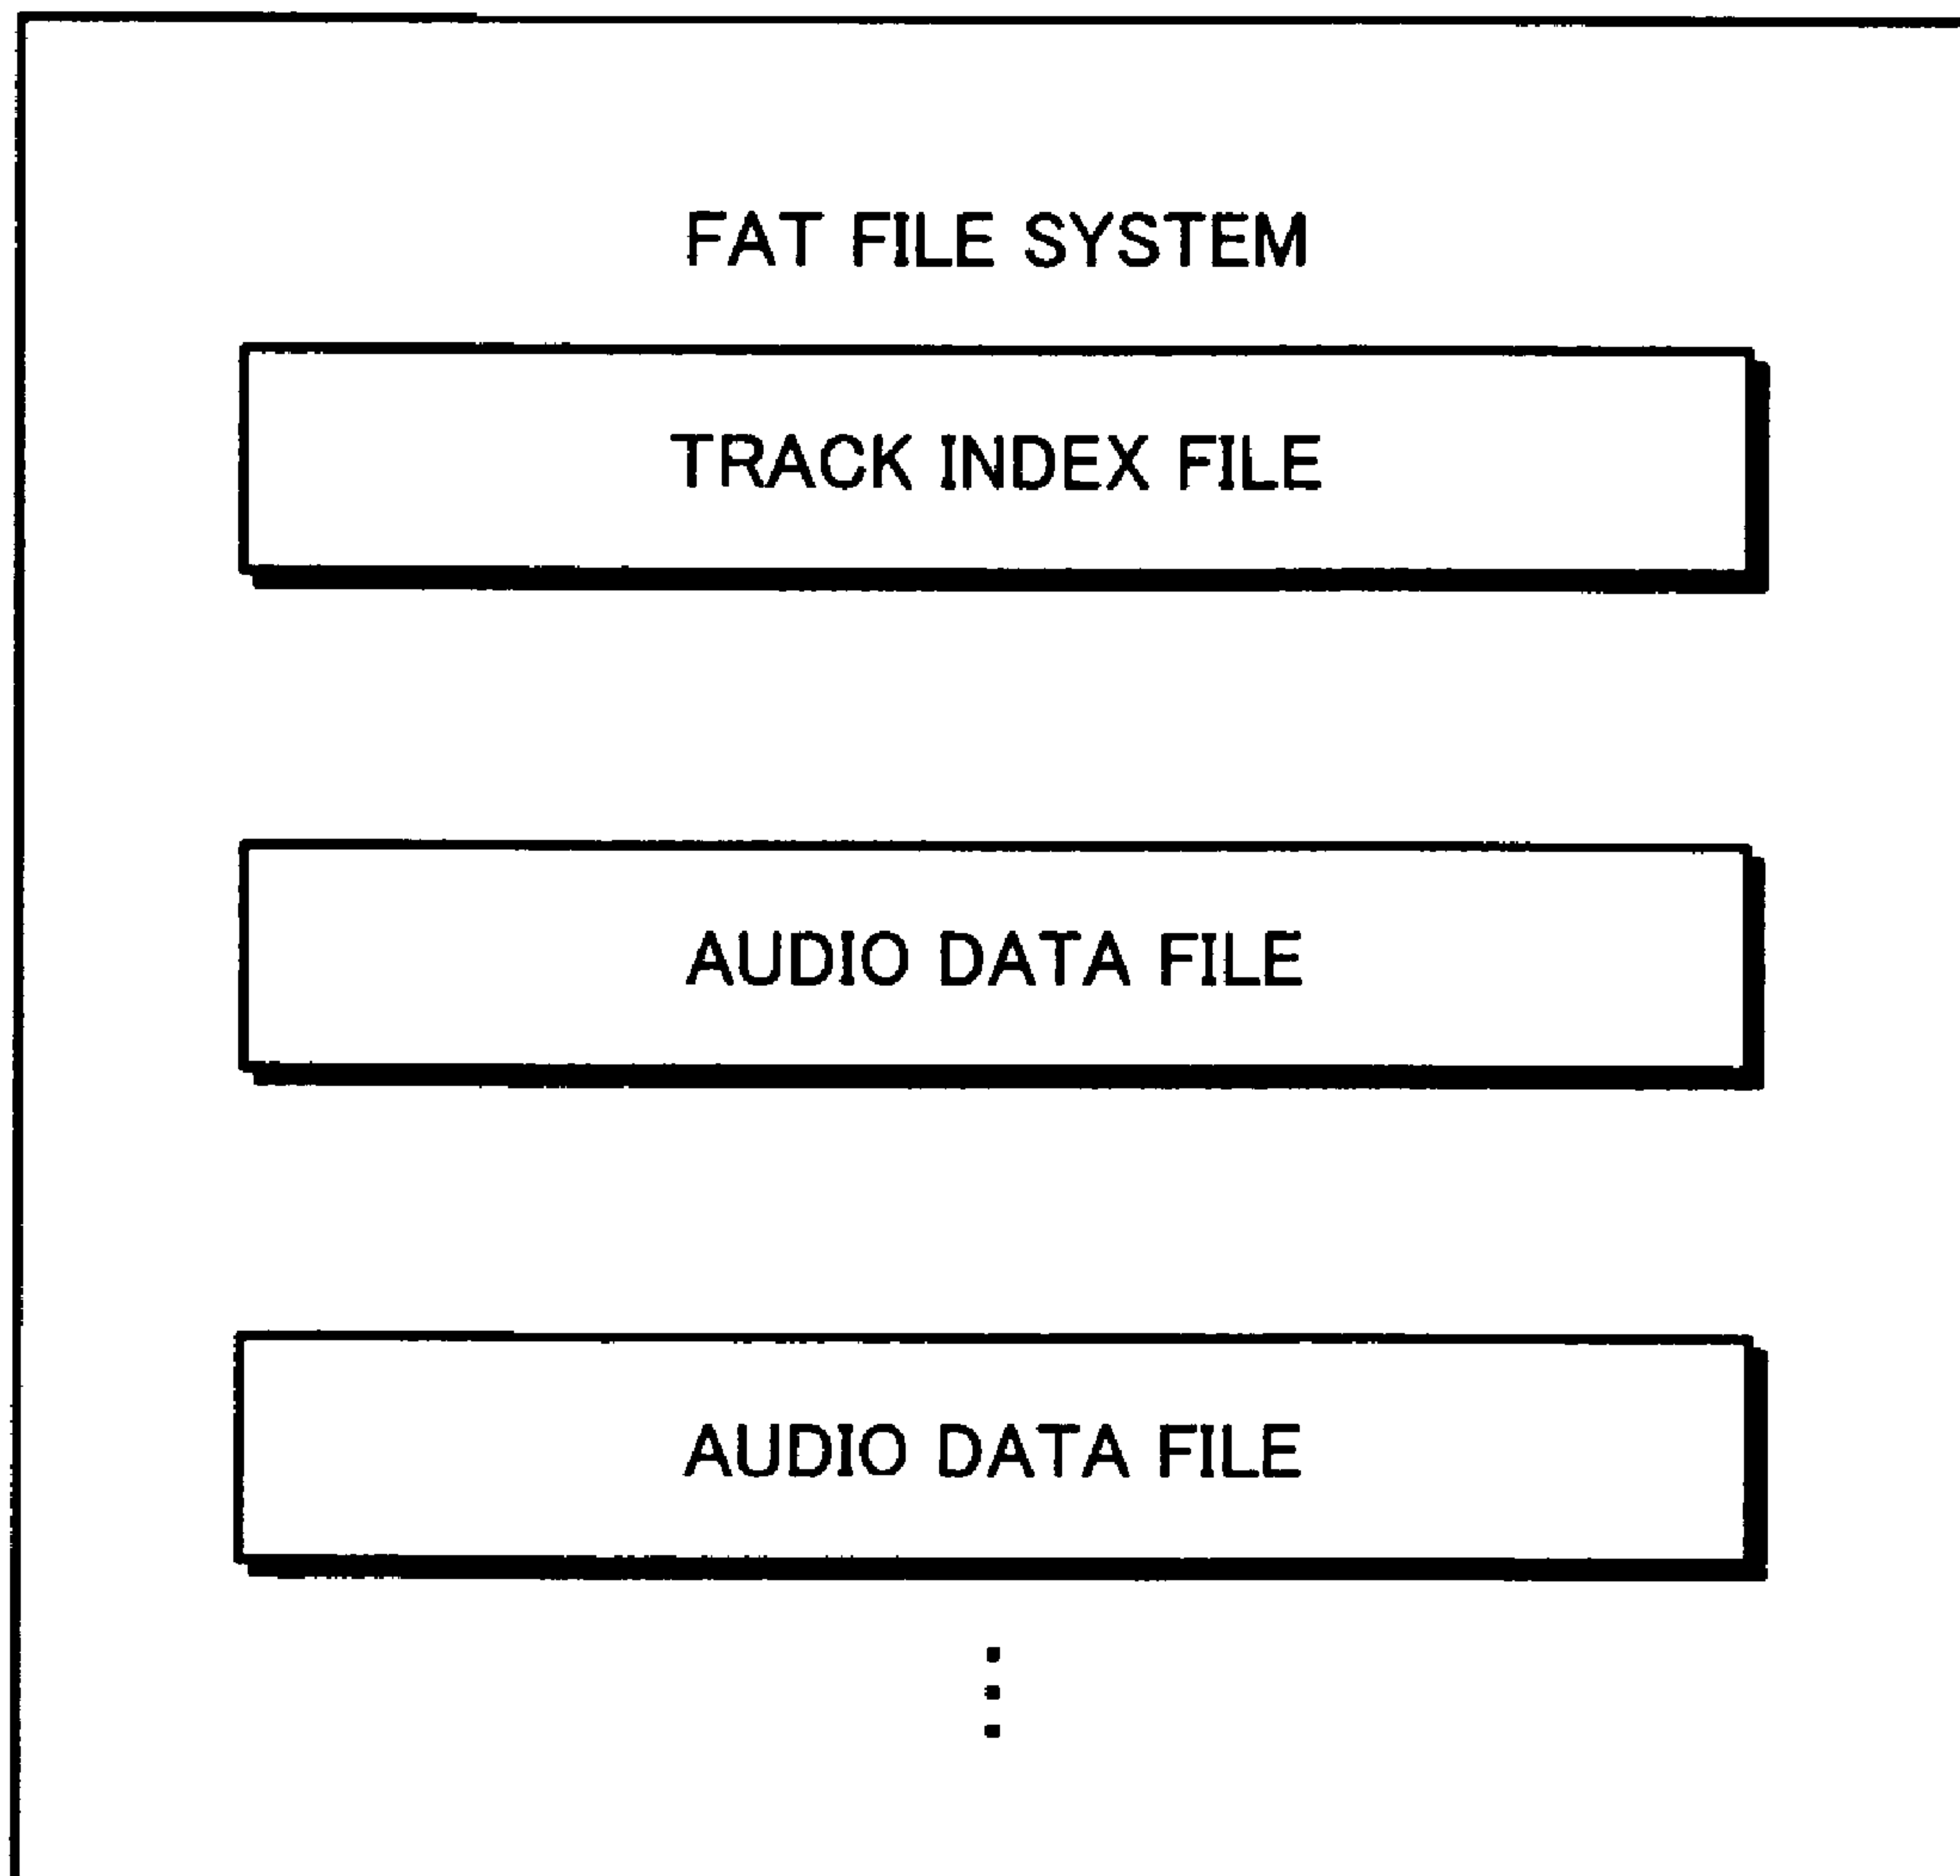 FAT FILE SYSTEM
TRACK INDEX FILE
AUDIO DATA FILE
AUDIO DATA FILE